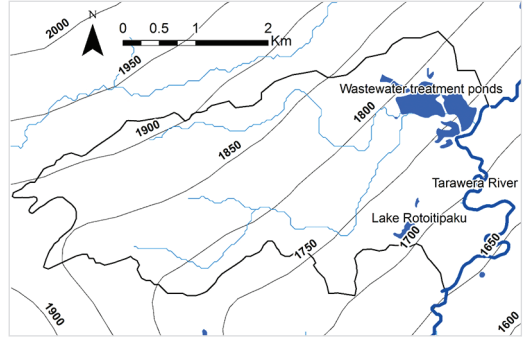 N
0 0.5 1 2
Km
2000
1950
Wastewater treatment ponds
1800
1900
1850
Tarawera River
Lake Rotoitipaku
1700
1750
1650
1900
1600